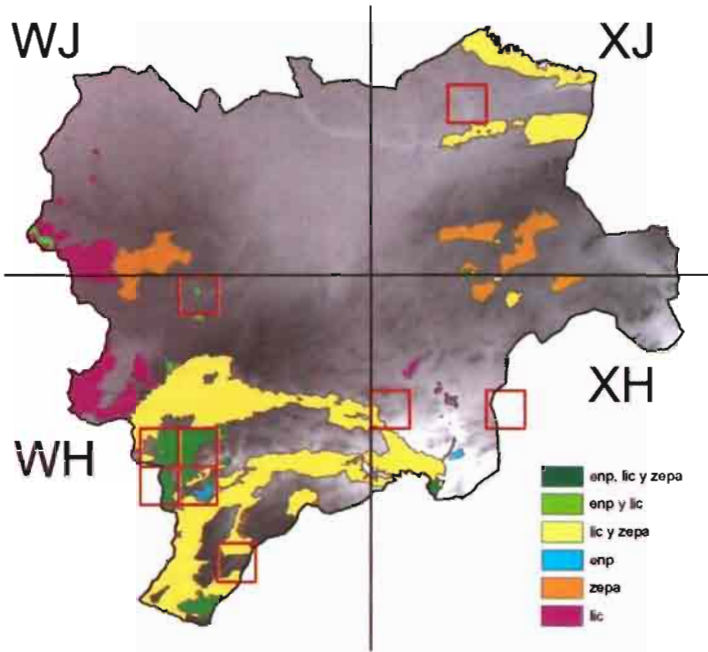 WJ
XJ
XH
WH
enp, lic y zepa
enp y lic
lic y zepa
enp
zepa
lic